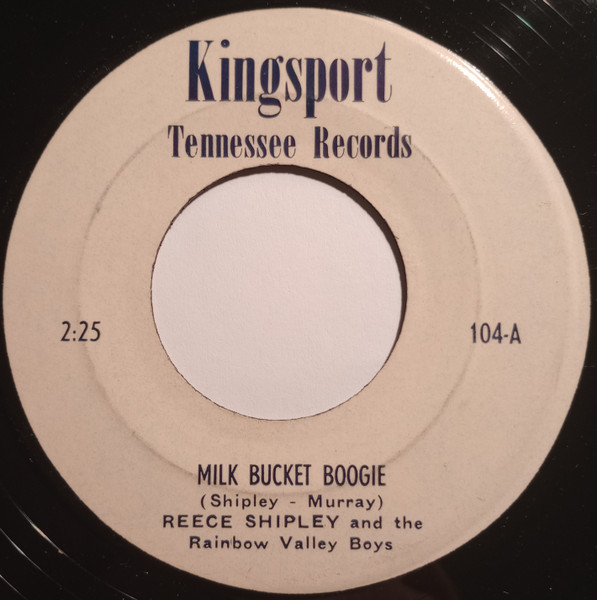 Kingsport
Tennessee Records
2:25
104-A
MILK BUCKET BOOGIE
(Shipley - Murray)
REECE SHIPLEY and the
Rainbow Valley Boys